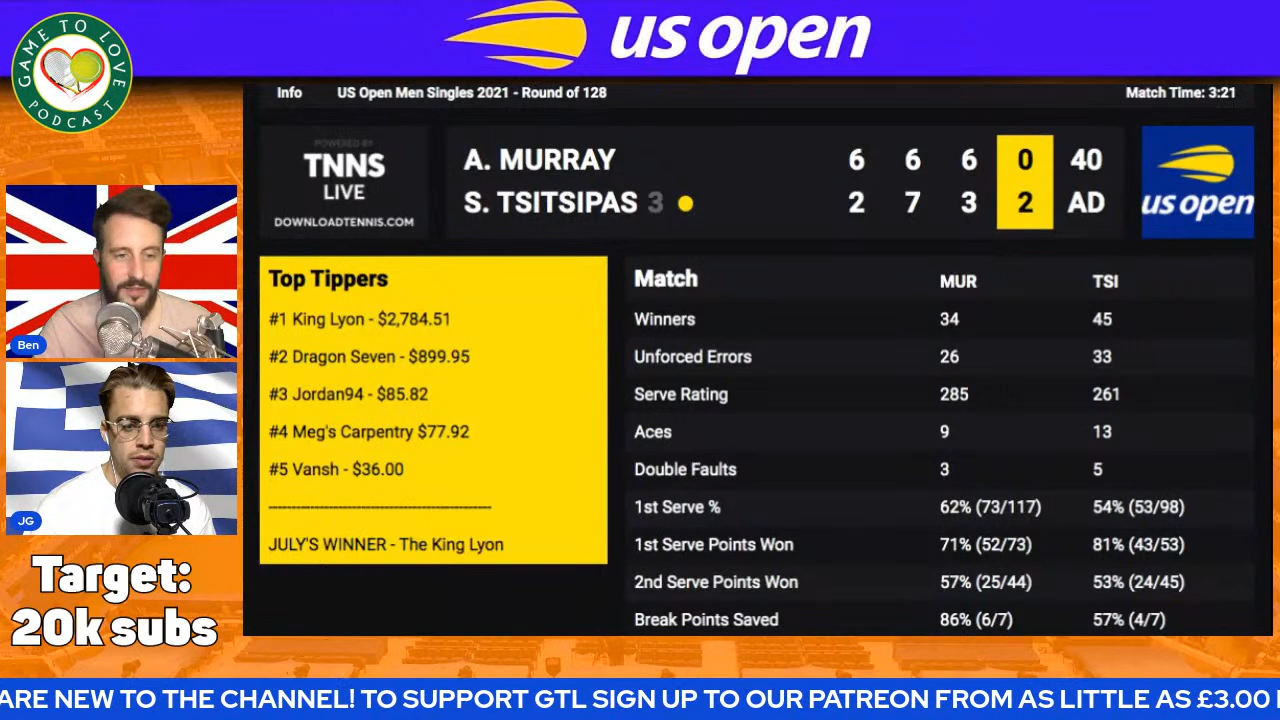 GAME TO LOVE
PODCAST
us open
Info US Open Men Singles 2021 - Round of 128 Match Time: 3:21
POWERED BY
TNNS
LIVE
DOWNLOADTENNIS.COM
A. MURRAY 6 6 6 0 40
S. TSITSIPAS 3 2 7 3 2 AD
us open
Ben
JG
Target:
20k subs
Top Tippers
#1 King Lyon - $2,784.51
#2 Dragon Seven - $899.95
#3 Jordan94 - $85.82
#4 Meg's Carpentry $77.92
#5 Vansh - $36.00
------------------------------------------------
JULY'S WINNER - The King Lyon
Match MUR TSI
Winners 34 45
Unforced Errors 26 33
Serve Rating 285 261
Aces 9 13
Double Faults 3 5
1st Serve % 62% (73/117) 54% (53/98)
1st Serve Points Won 71% (52/73) 81% (43/53)
2nd Serve Points Won 57% (25/44) 53% (24/45)
Break Points Saved 86% (6/7) 57% (4/7)
ARE NEW TO THE CHANNEL! TO SUPPORT GTL SIGN UP TO OUR PATREON FROM AS LITTLE AS £3.00